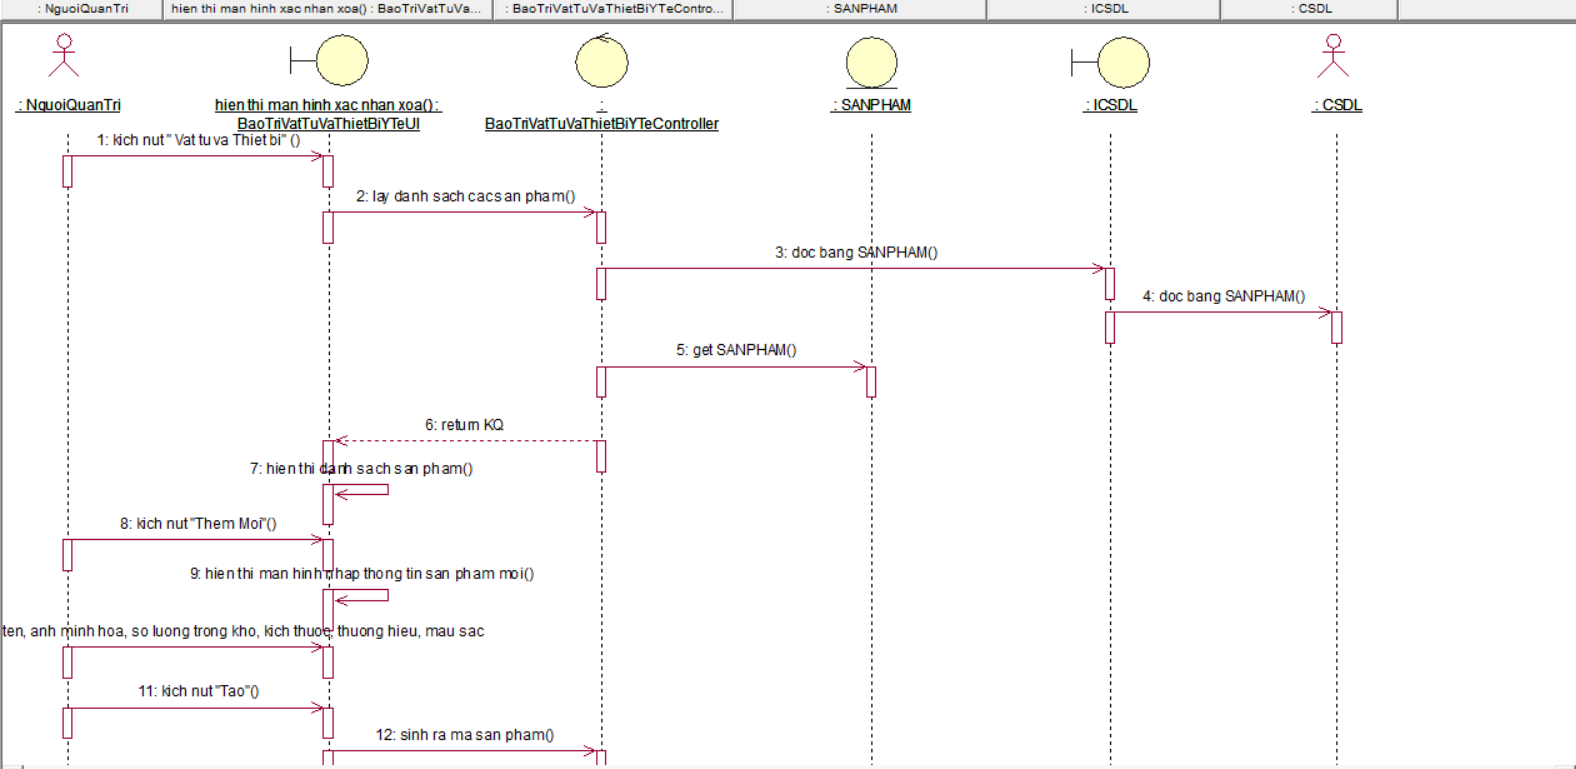 : NguoiQuanTri
hien thi man hinh xac nhan xoa() : BaoTriVatTuVa...
: BaoTriVatTuVaThietBiYTeContro...
: SANPHAM
: ICSDL
: CSDL
: NguoiQuanTri
hien thi man hinh xac nhan xoa() :
BaoTriVatTuVaThietBiYTeUI
:
BaoTriVatTuVaThietBiYTeController
: SANPHAM
: ICSDL
: CSDL
1: kich nut " Vat tu va Thiet bi" ()
2: lay danh sach cac san pham()
3: doc bang SANPHAM()
4: doc bang SANPHAM()
5: get SANPHAM()
6: return KQ
7: hien thi danh sach san pham()
8: kich nut "Them Moi"()
9: hien thi man hinh nhap thong tin san pham moi()
ten, anh minh hoa, so luong trong kho, kich thuoc, thuong hieu, mau sac
11: kich nut "Tao"()
12: sinh ra ma san pham()